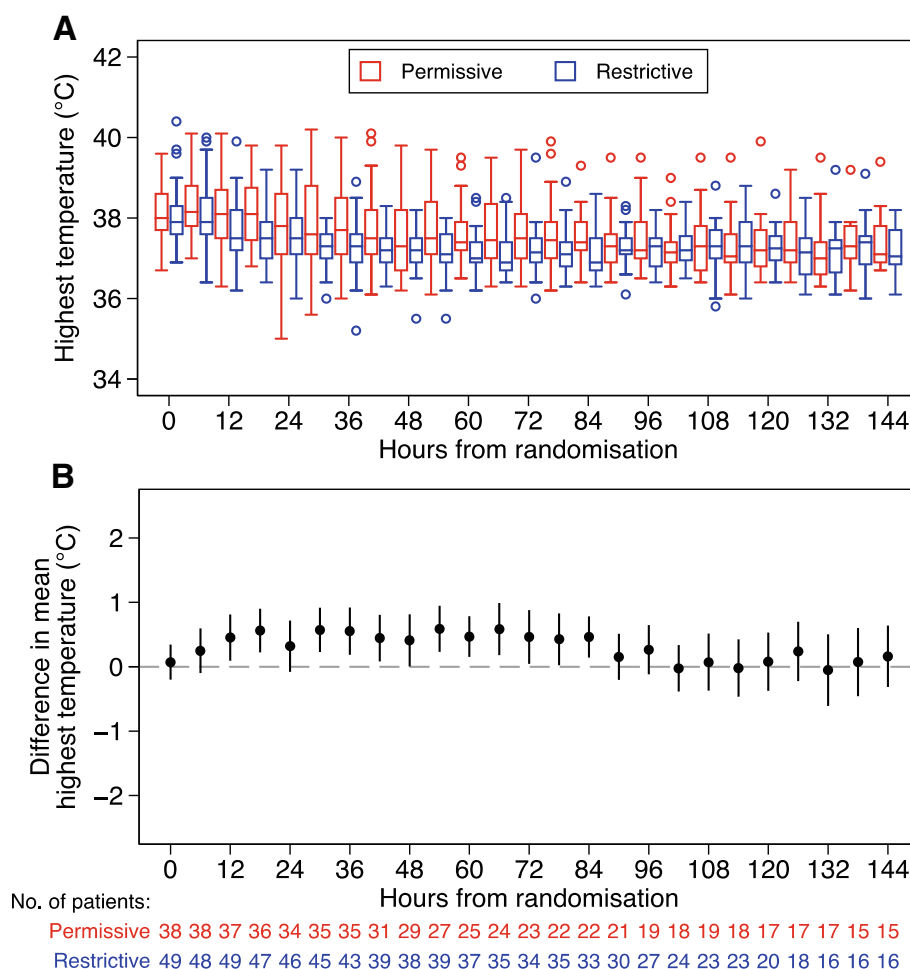 A
Highest temperature (°C)
42
40
38
36
34
Permissive
Restrictive
0 12 24 36 48 60 72 84 96 108 120 132 144
Hours from randomisation
B
Difference in mean
highest temperature (°C)
2
1
0
−1
−2
0 12 24 36 48 60 72 84 96 108 120 132 144
Hours from randomisation
No. of patients:
Permissive 38 38 37 36 34 35 35 31 29 27 25 24 23 22 22 21 19 18 19 18 17 17 17 15 15
Restrictive 49 48 49 47 46 45 43 39 38 39 37 35 34 35 33 30 27 24 23 23 20 18 16 16 16